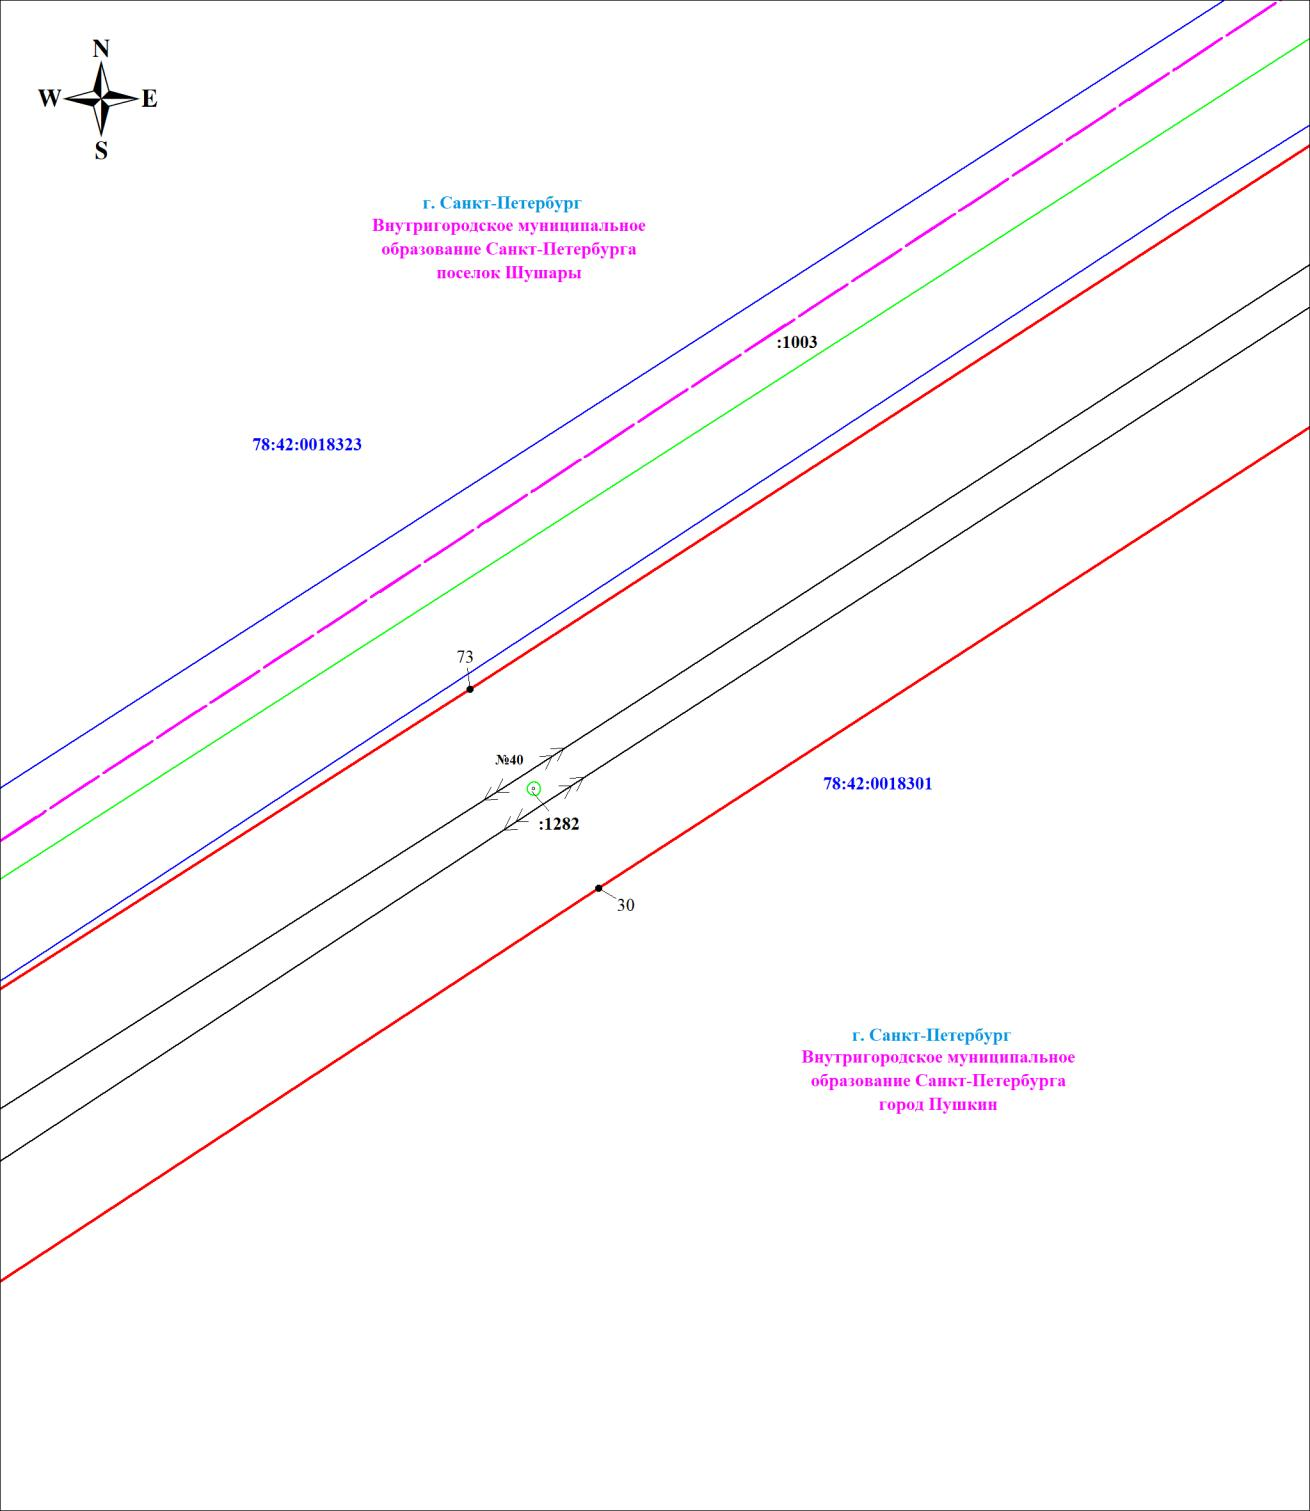 N
W E
S
г. Санкт-Петербург
Внутригородское муниципальное
образование Санкт-Петербурга
поселок Шушары
:1003
78:42:0018323
73
№40
78:42:0018301
:1282
30
г. Санкт-Петербург
Внутригородское муниципальное
образование Санкт-Петербурга
город Пушкин